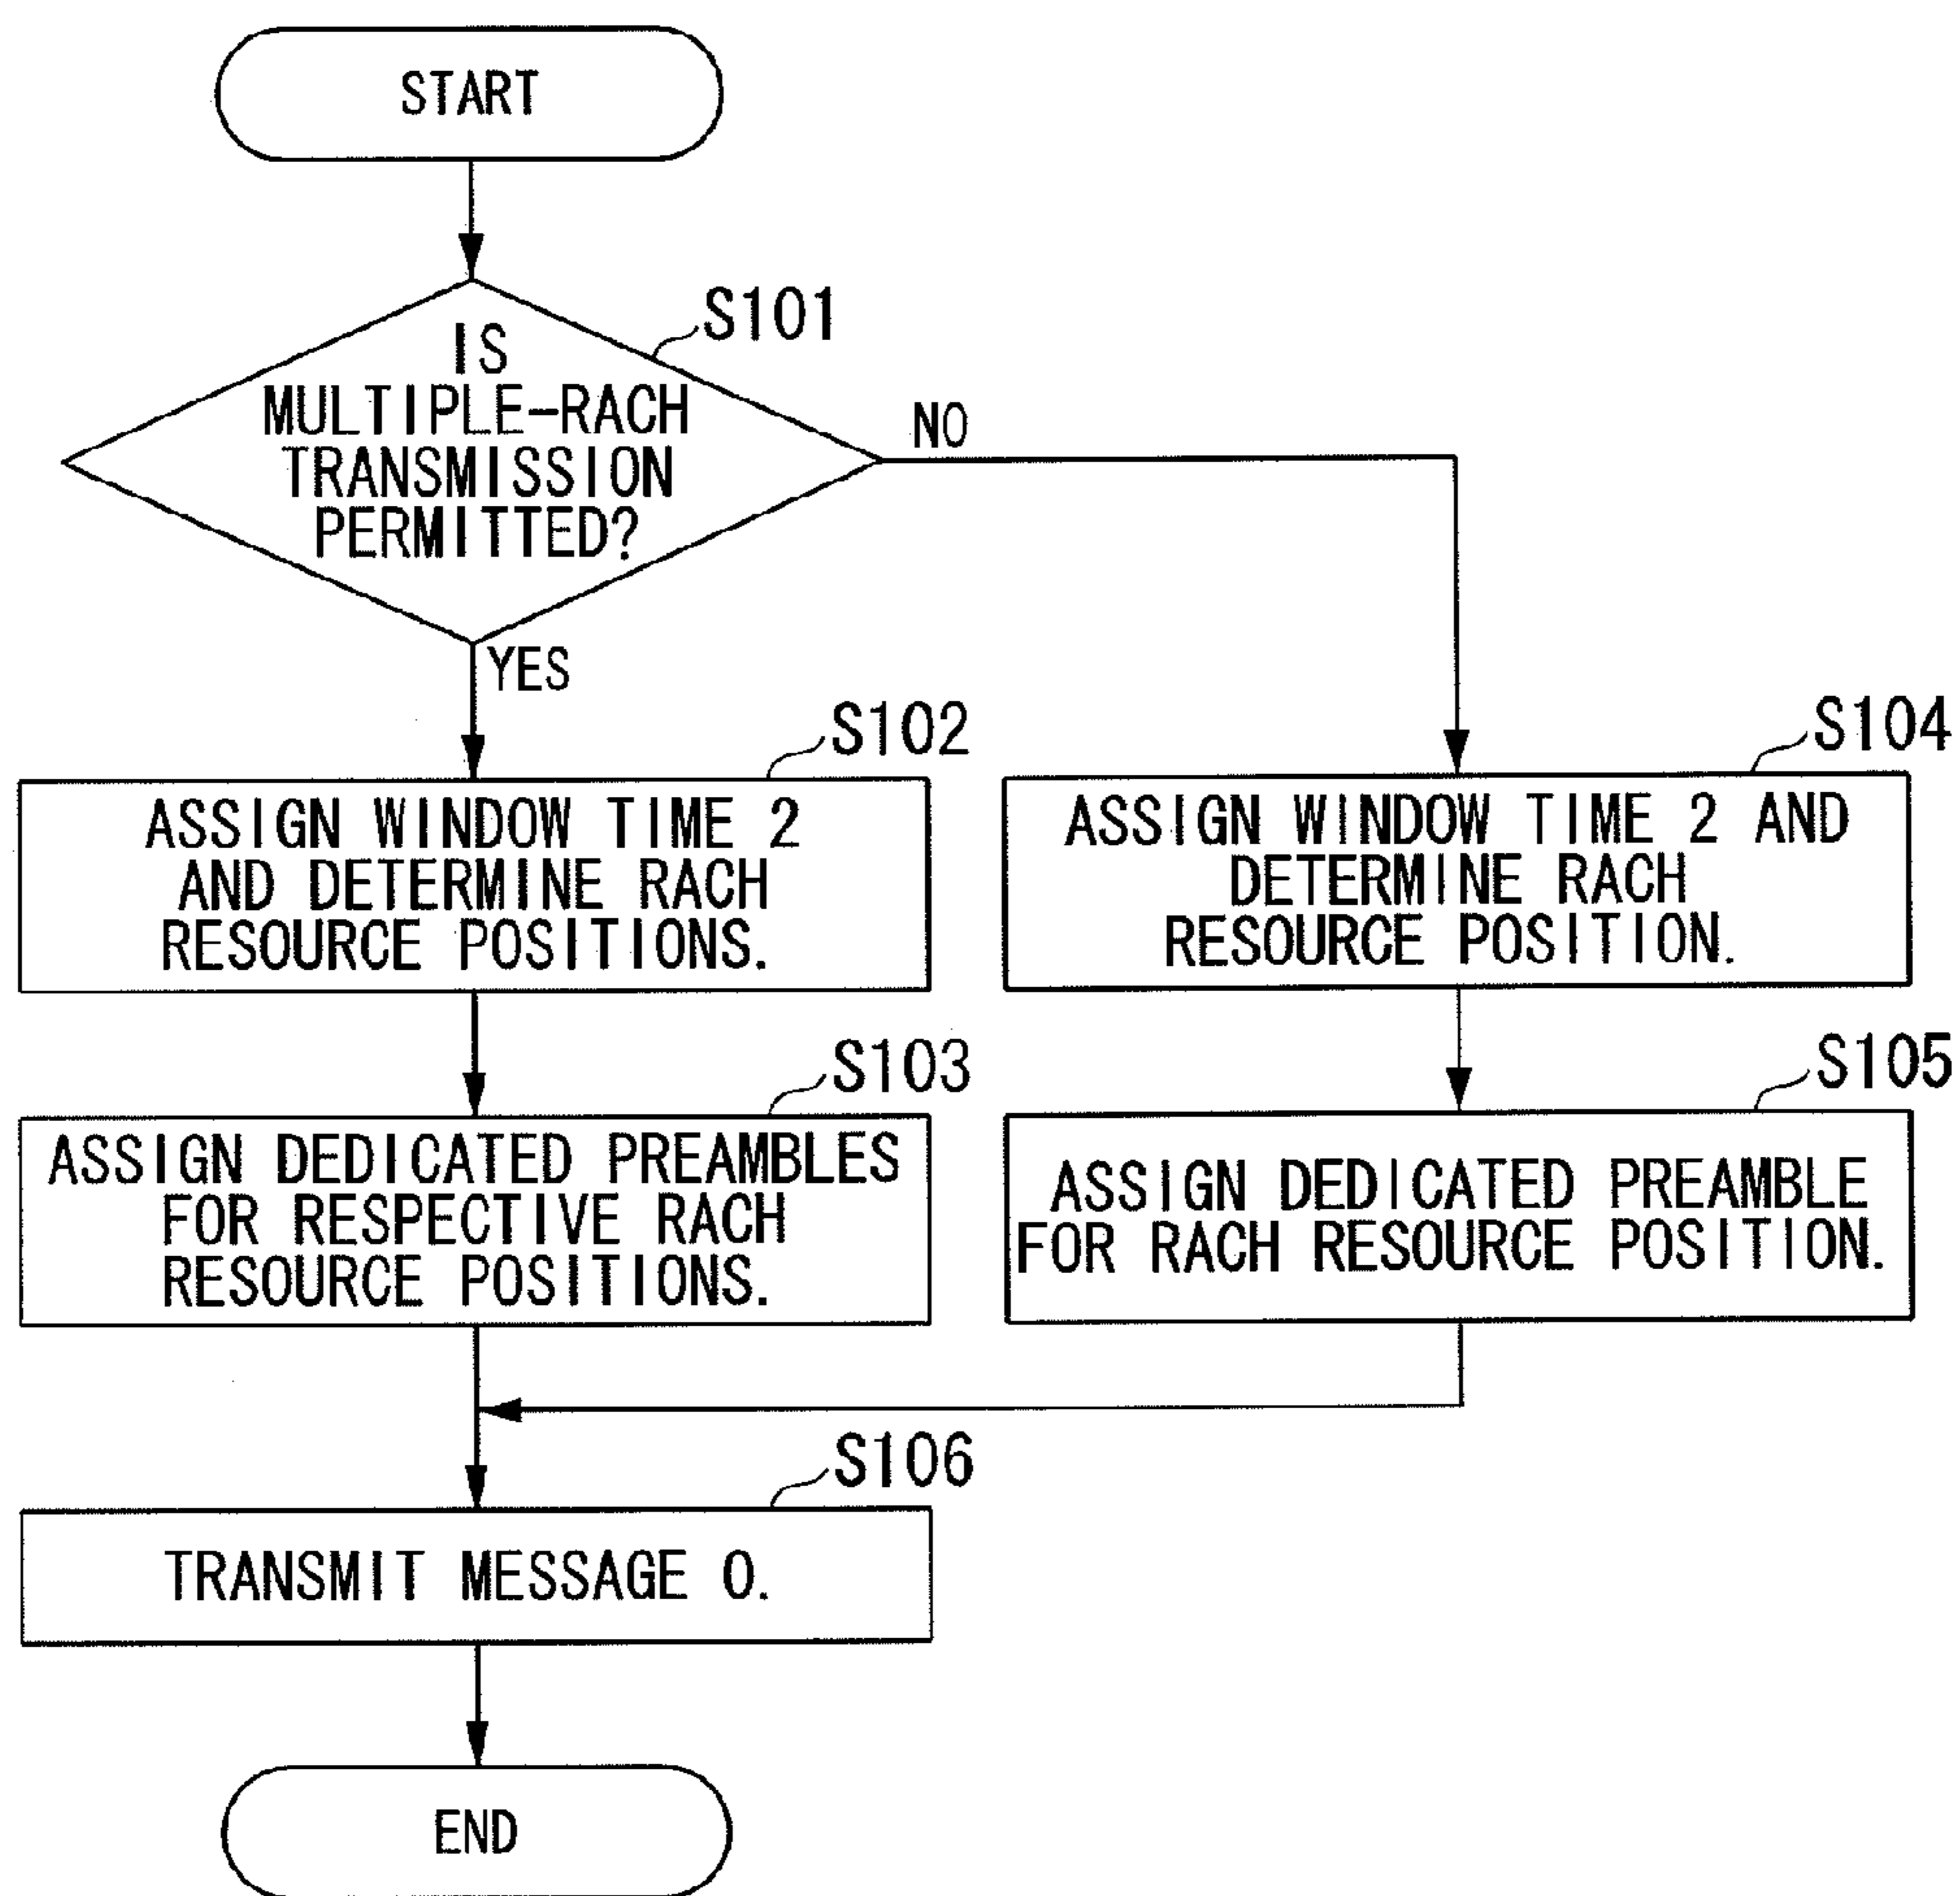 START
S101
IS
MULTIPLE-RACH
TRANSMISSION
PERMITTED?
NO
YES
S102
ASSIGN WINDOW TIME 2
AND DETERMINE RACH
RESOURCE POSITIONS.
S104
ASSIGN WINDOW TIME 2 AND
DETERMINE RACH
RESOURCE POSITION.
S103
ASSIGN DEDICATED PREAMBLES
FOR RESPECTIVE RACH
RESOURCE POSITIONS.
S105
ASSIGN DEDICATED PREAMBLE
FOR RACH RESOURCE POSITION.
S106
TRANSMIT MESSAGE 0.
END